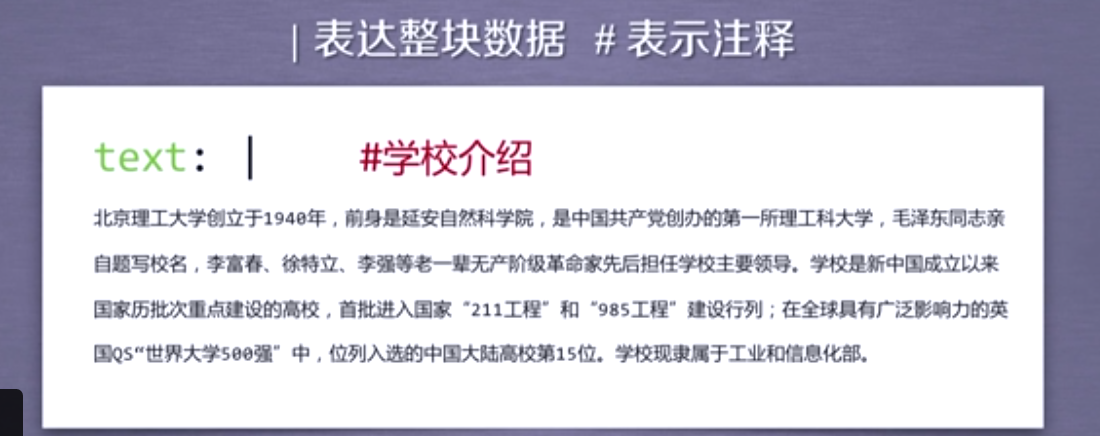 | 表达整块数据 # 表示注释
text: | #学校介绍
北京理工大学创立于1940年，前身是延安自然科学院，是中国共产党创办的第一所理工科大学，毛泽东同志亲
自题写校名，李富春、徐特立、李强等老一辈无产阶级革命家先后担任学校主要领导。学校是新中国成立以来
国家历批次重点建设的高校，首批进入国家“211工程”和“985工程”建设行列；在全球具有广泛影响力的英
国QS“世界大学500强”中，位列入选的中国大陆高校第15位。学校现隶属于工业和信息化部。